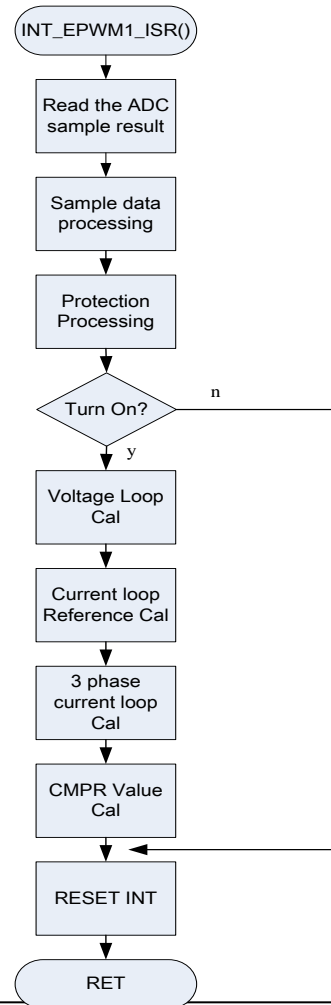 INT_EPWM1_ISR()
Read the ADC
sample result
Sample data
processing
Protection
Processing
Turn On?
n
y
Voltage Loop
Cal
Current loop
Reference Cal
3 phase
current loop
Cal
CMPR Value
Cal
RESET INT
RET